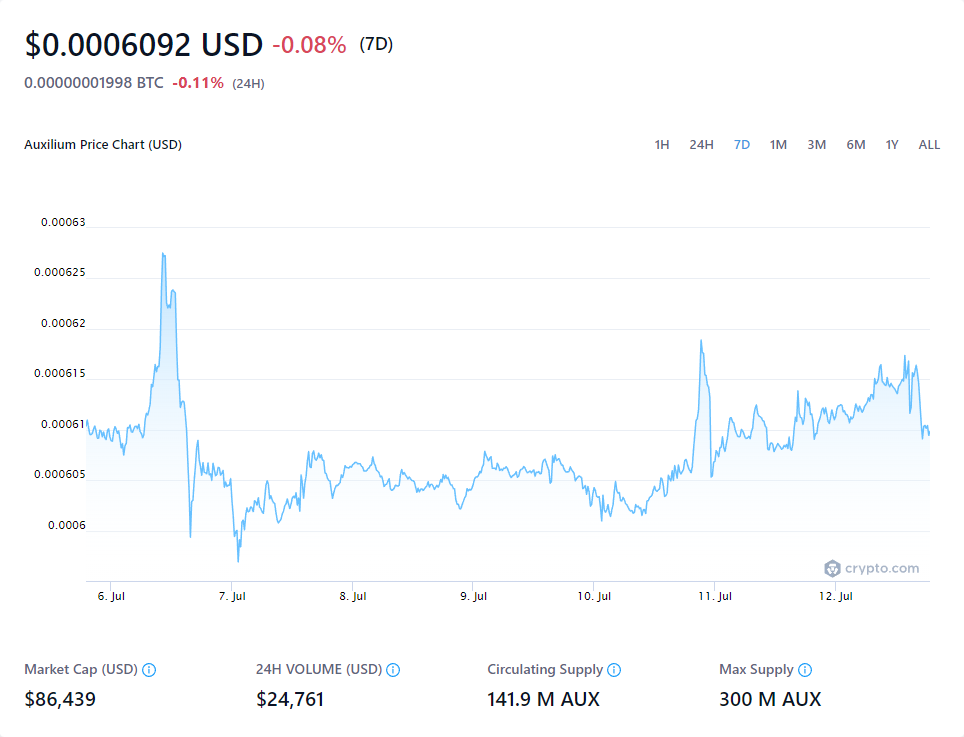 $0.0006092 USD -0.08% (7D)
0.00000001998 BTC -0.11% (24H)
Auxilium Price Chart (USD) 1H 24H 7D 1M 3M 6M 1Y ALL
0.00063
0.000625
0.00062
0.000615
0.00061
0.000605
0.0006
crypto.com
6. Jul 7. Jul 8. Jul 9. Jul 10. Jul 11. Jul 12. Jul
Market Cap (USD) 24H VOLUME (USD) Circulating Supply Max Supply
$86,439 $24,761 141.9 M AUX 300 M AUX